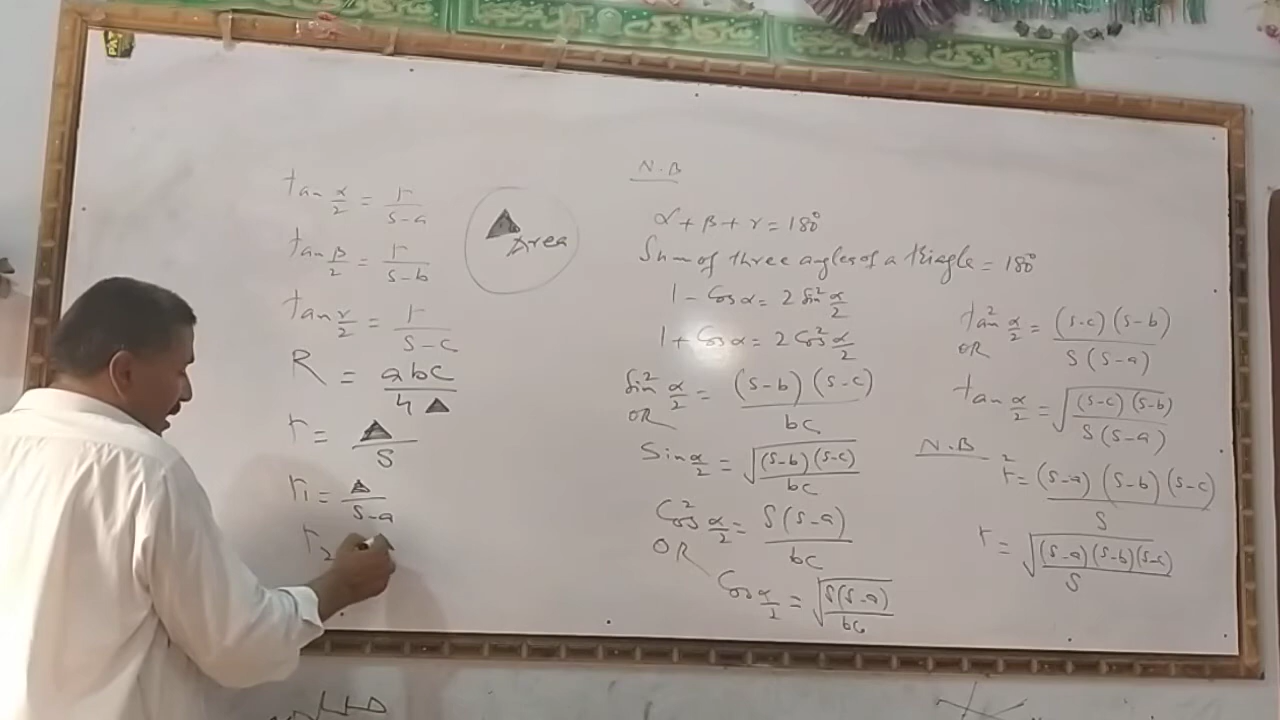 tan α/2 = r/(s-a)
tan β/2 = r/(s-b)
tan γ/2 = r/(s-c)
R = abc/4▲
r = ▲/s
r₁ = ▲/(s-a)
r₂
▲ Area
N.B
α + β + γ = 180°
Sum of three angles of a triagle = 180°
1 - Cos α = 2 Sin² α/2
1 + Cos α = 2 Cos² α/2
Sin² α/2 = (s-b)(s-c)/bc
OR
Sin α/2 = √((s-b)(s-c)/bc)
Cos² α/2 = S(s-a)/bc
OR
Cos α/2 = √(S(s-a)/bc)
tan² α/2 = (s-c)(s-b)/S(s-a)
OR
tan α/2 = √((s-c)(s-b)/S(s-a))
N.B
r² = (s-a)(s-b)(s-c)/S
r = √((s-a)(s-b)(s-c)/S)